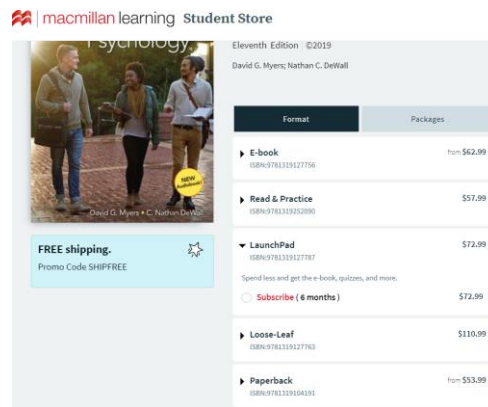 macmillan learning Student Store
Psychology
NEW
Audiobook!
David G. Myers • C. Nathan DeWall
FREE shipping.
Promo Code SHIPFREE
Eleventh Edition ©2019
David G. Myers; Nathan C. DeWall
Format
Packages
E-book
from $62.99
ISBN:9781319127756
Read & Practice
$57.99
ISBN:9781319252090
LaunchPad
$72.99
ISBN:9781319127787
Spend less and get the e-book, quizzes, and more.
Subscribe ( 6 months )
$72.99
Loose-Leaf
$110.99
ISBN:9781319127763
Paperback
from $53.99
ISBN:9781319104191